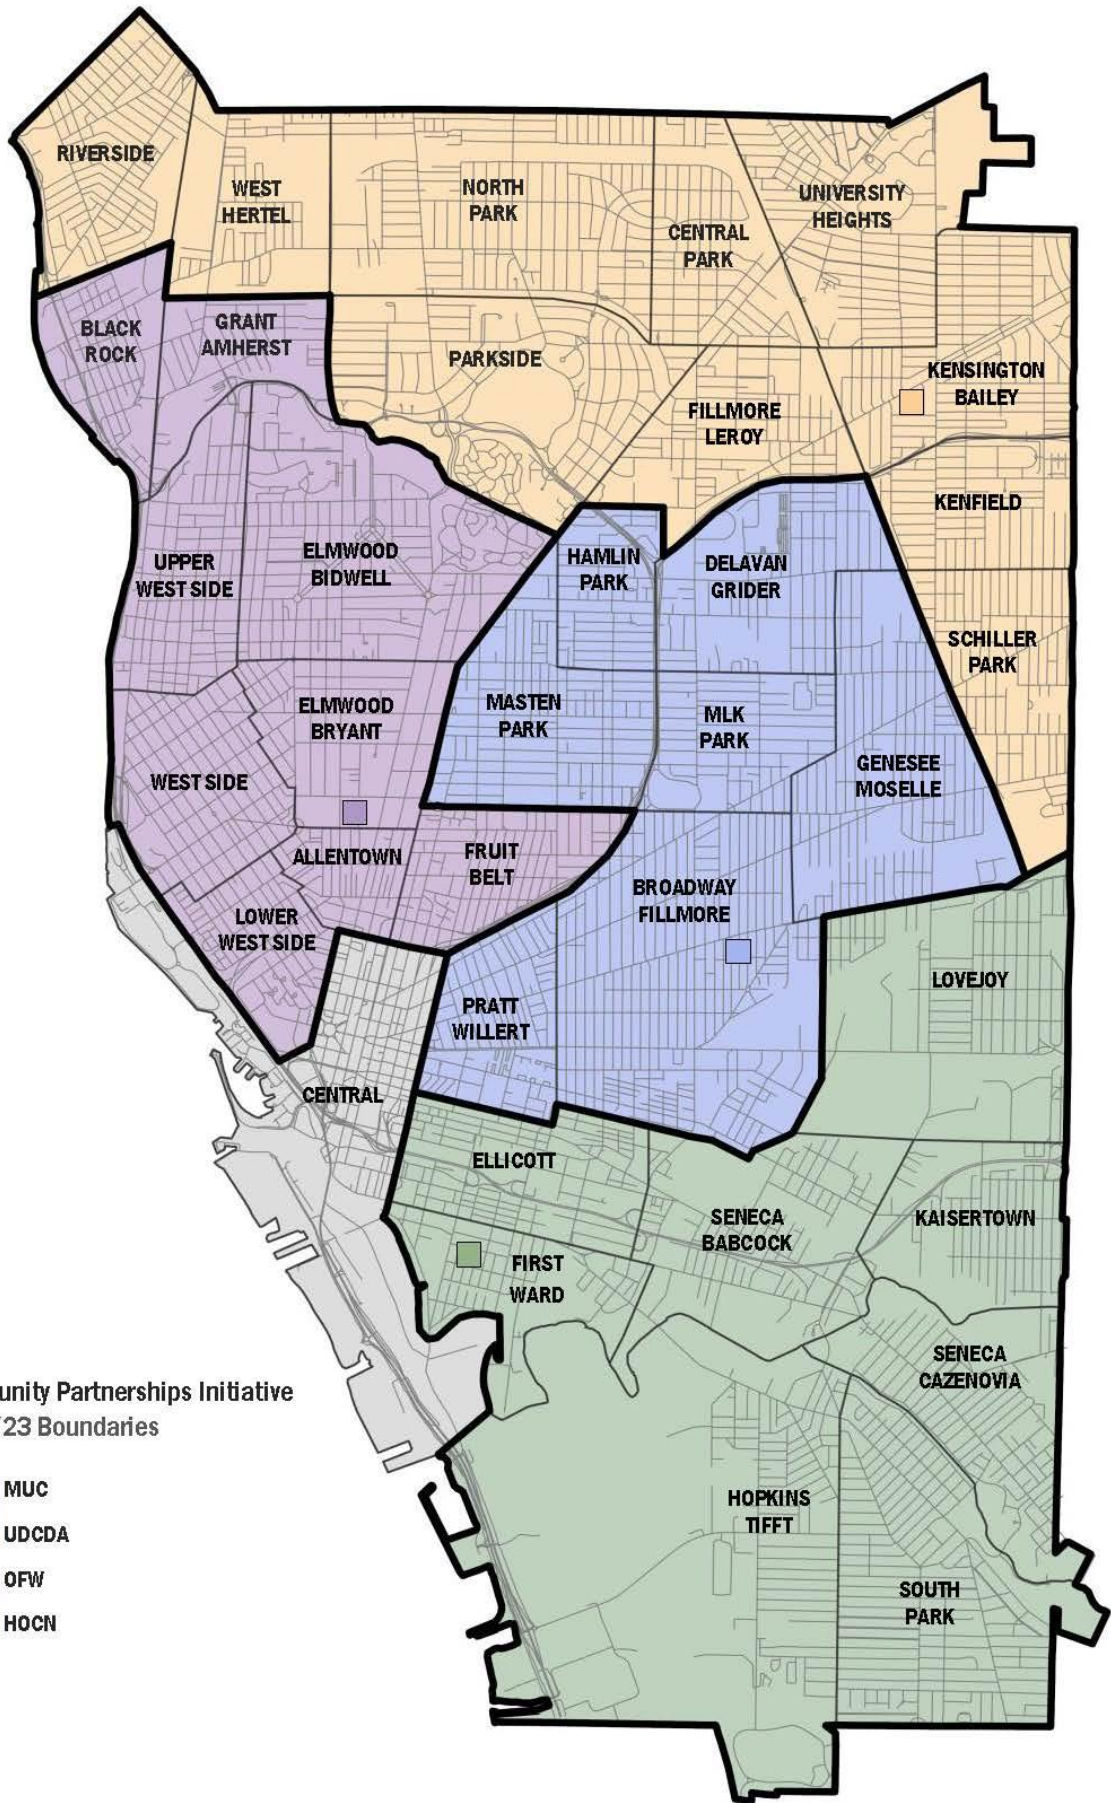 RIVERSIDE
WEST
HERTEL
NORTH
PARK
CENTRAL
PARK
UNIVERSITY
HEIGHTS
BLACK
ROCK
GRANT
AMHERST
PARKSIDE
FILLMORE
LEROY
KENSINGTON
BAILEY
KENFIELD
UPPER
WEST SIDE
ELMWOOD
BIDWELL
HAMLIN
PARK
DELAVAN
GRIDER
SCHILLER
PARK
ELMWOOD
BRYANT
MASTEN
PARK
MLK
PARK
GENESEE
MOSELLE
WEST SIDE
ALLENTOWN
FRUIT
BELT
BROADWAY
FILLMORE
LOWER
WEST SIDE
LOVEJOY
PRATT
WILLERT
CENTRAL
ELLICOTT
SENECA
BABCOCK
KAISERTOWN
FIRST
WARD
SENECA
CAZENOVIA
unity Partnerships Initiative
'23 Boundaries
MUC
UDCDA
OFW
HOCN
HOPKINS
TIFFT
SOUTH
PARK